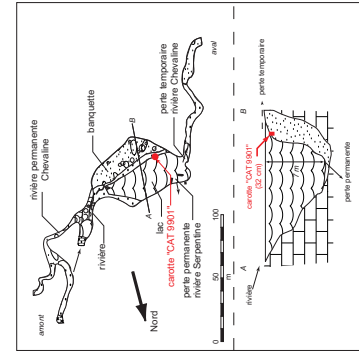 amont
rivière permanente
Chevaline
rivière
banquette
B
A
lac
carotte "CAT 9901"
perte permanente
rivière Serpentine
perte temporaire
rivière Chevaline
aval
Nord
0
50
100
m
A
B
rivière
perte temporaire
carotte "CAT 9901"
(32 cm)
perte permanente